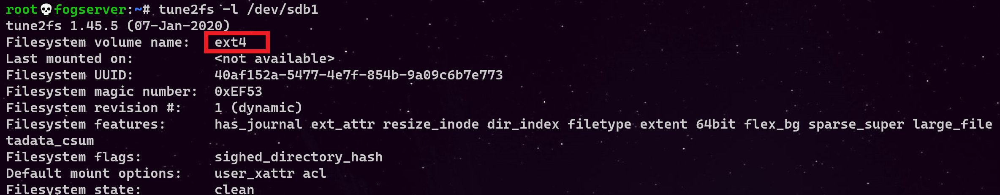 root💀fogserver:~# tune2fs -l /dev/sdb1
tune2fs 1.45.5 (07-Jan-2020)
Filesystem volume name:   ext4
Last mounted on:          <not available>
Filesystem UUID:          40af152a-5477-4e7f-854b-9a09c6b7e773
Filesystem magic number:  0xEF53
Filesystem revision #:    1 (dynamic)
Filesystem features:      has_journal ext_attr resize_inode dir_index filetype extent 64bit flex_bg sparse_super large_file
tadata_csum
Filesystem flags:         signed_directory_hash
Default mount options:    user_xattr acl
Filesystem state:         clean